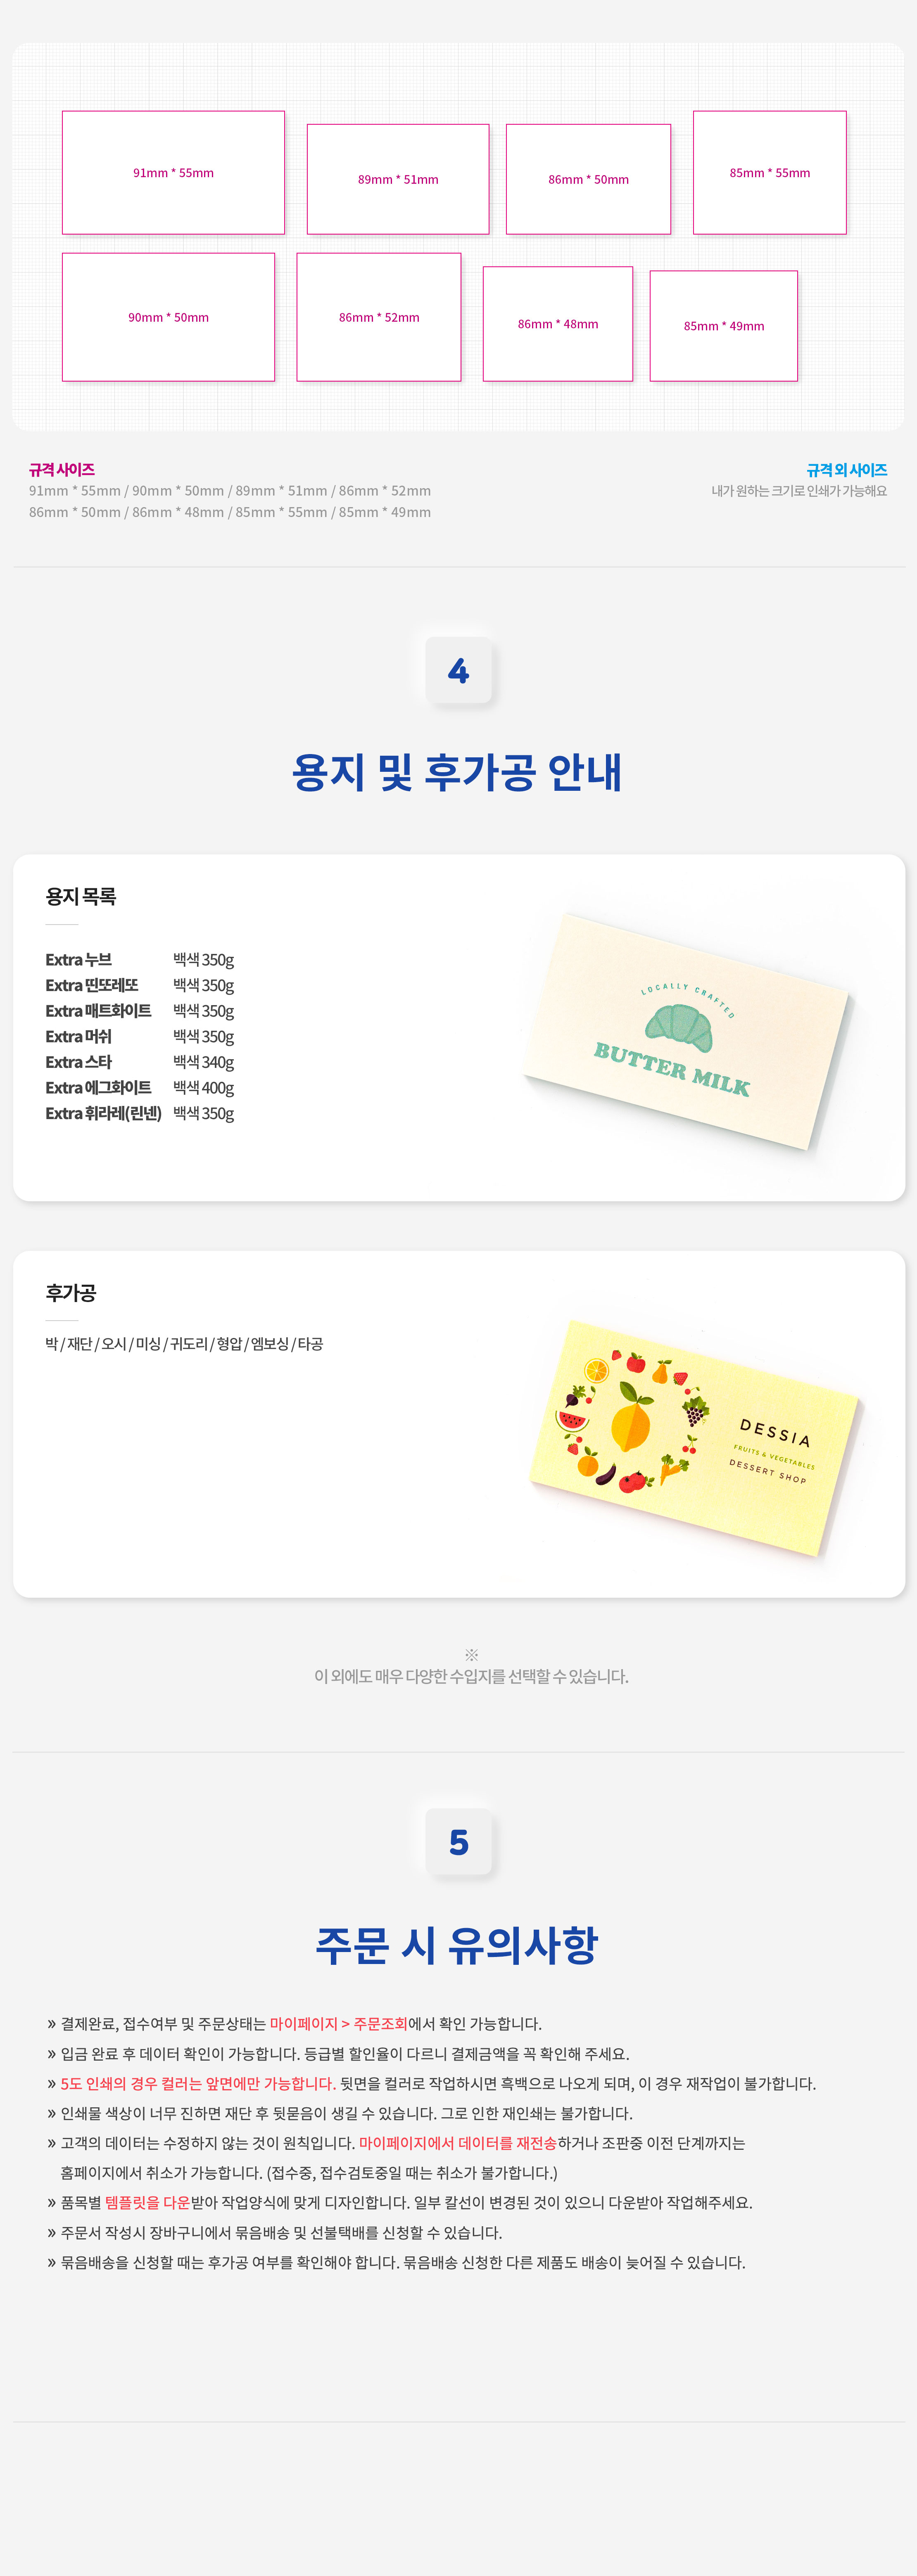 91mm * 55mm
89mm * 51mm
86mm * 50mm
85mm * 55mm
90mm * 50mm
86mm * 52mm
86mm * 48mm
85mm * 49mm
규격 사이즈
91mm * 55mm / 90mm * 50mm / 89mm * 51mm / 86mm * 52mm
86mm * 50mm / 86mm * 48mm / 85mm * 55mm / 85mm * 49mm
규격 외 사이즈
내가 원하는 크기로 인쇄가 가능해요
4
용지 및 후가공 안내
용지 목록
Extra 누브 백색 350g
Extra 띤또레또 백색 350g
Extra 매트화이트 백색 350g
Extra 머쉬 백색 350g
Extra 스타 백색 340g
Extra 에그화이트 백색 400g
Extra 휘라레(린넨) 백색 350g
LOCALLY CRAFTED
BUTTER MILK
후가공
박 / 재단 / 오시 / 미싱 / 귀도리 / 형압 / 엠보싱 / 타공
DESSIA
FRUITS & VEGETABLES
DESSERT SHOP
※
이 외에도 매우 다양한 수입지를 선택할 수 있습니다.
5
주문 시 유의사항
» 결제완료, 접수여부 및 주문상태는 마이페이지 > 주문조회에서 확인 가능합니다.
» 입금 완료 후 데이터 확인이 가능합니다. 등급별 할인율이 다르니 결제금액을 꼭 확인해 주세요.
» 5도 인쇄의 경우 컬러는 앞면에만 가능합니다. 뒷면을 컬러로 작업하시면 흑백으로 나오게 되며, 이 경우 재작업이 불가합니다.
» 인쇄물 색상이 너무 진하면 재단 후 뒷묻음이 생길 수 있습니다. 그로 인한 재인쇄는 불가합니다.
» 고객의 데이터는 수정하지 않는 것이 원칙입니다. 마이페이지에서 데이터를 재전송하거나 조판중 이전 단계까지는
홈페이지에서 취소가 가능합니다. (접수중, 접수검토중일 때는 취소가 불가합니다.)
» 품목별 템플릿을 다운받아 작업양식에 맞게 디자인합니다. 일부 칼선이 변경된 것이 있으니 다운받아 작업해주세요.
» 주문서 작성시 장바구니에서 묶음배송 및 선불택배를 신청할 수 있습니다.
» 묶음배송을 신청할 때는 후가공 여부를 확인해야 합니다. 묶음배송 신청한 다른 제품도 배송이 늦어질 수 있습니다.